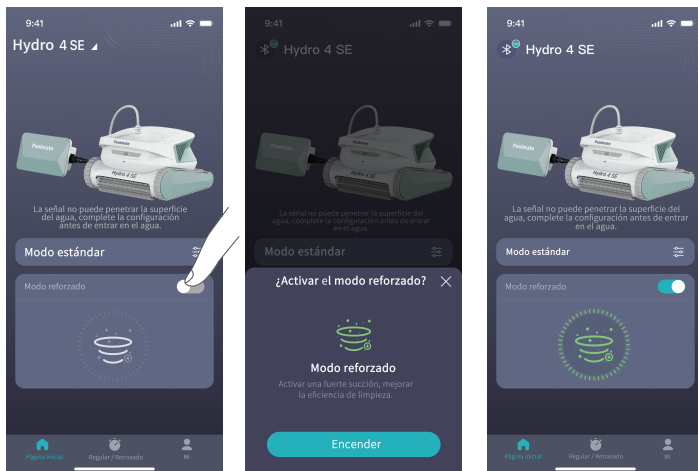 9:41
Hydro 4 SE
Poolmate
Poolmate
Hydro 4 SE
La señal no puede penetrar la superficie
del agua, complete la configuración
antes de entrar en el agua.
Modo estándar
Modo reforzado
Página inicial
Regular / Retrasado
Mi
9:41
Hydro 4 SE
Poolmate
Poolmate
Hydro 4 SE
La señal no puede penetrar la superficie del
agua, complete la configuración antes de entrar
en el agua.
Modo estándar
¿Activar el modo reforzado?
Modo reforzado
Activar una fuerte succión, mejorar
la eficiencia de limpieza.
Encender
9:41
Hydro 4 SE
Poolmate
Poolmate
Hydro 4 SE
La señal no puede penetrar la superficie del
agua, complete la configuración antes de entrar
en el agua.
Modo estándar
Modo reforzado
Página inicial
Regular / Retrasado
Mi